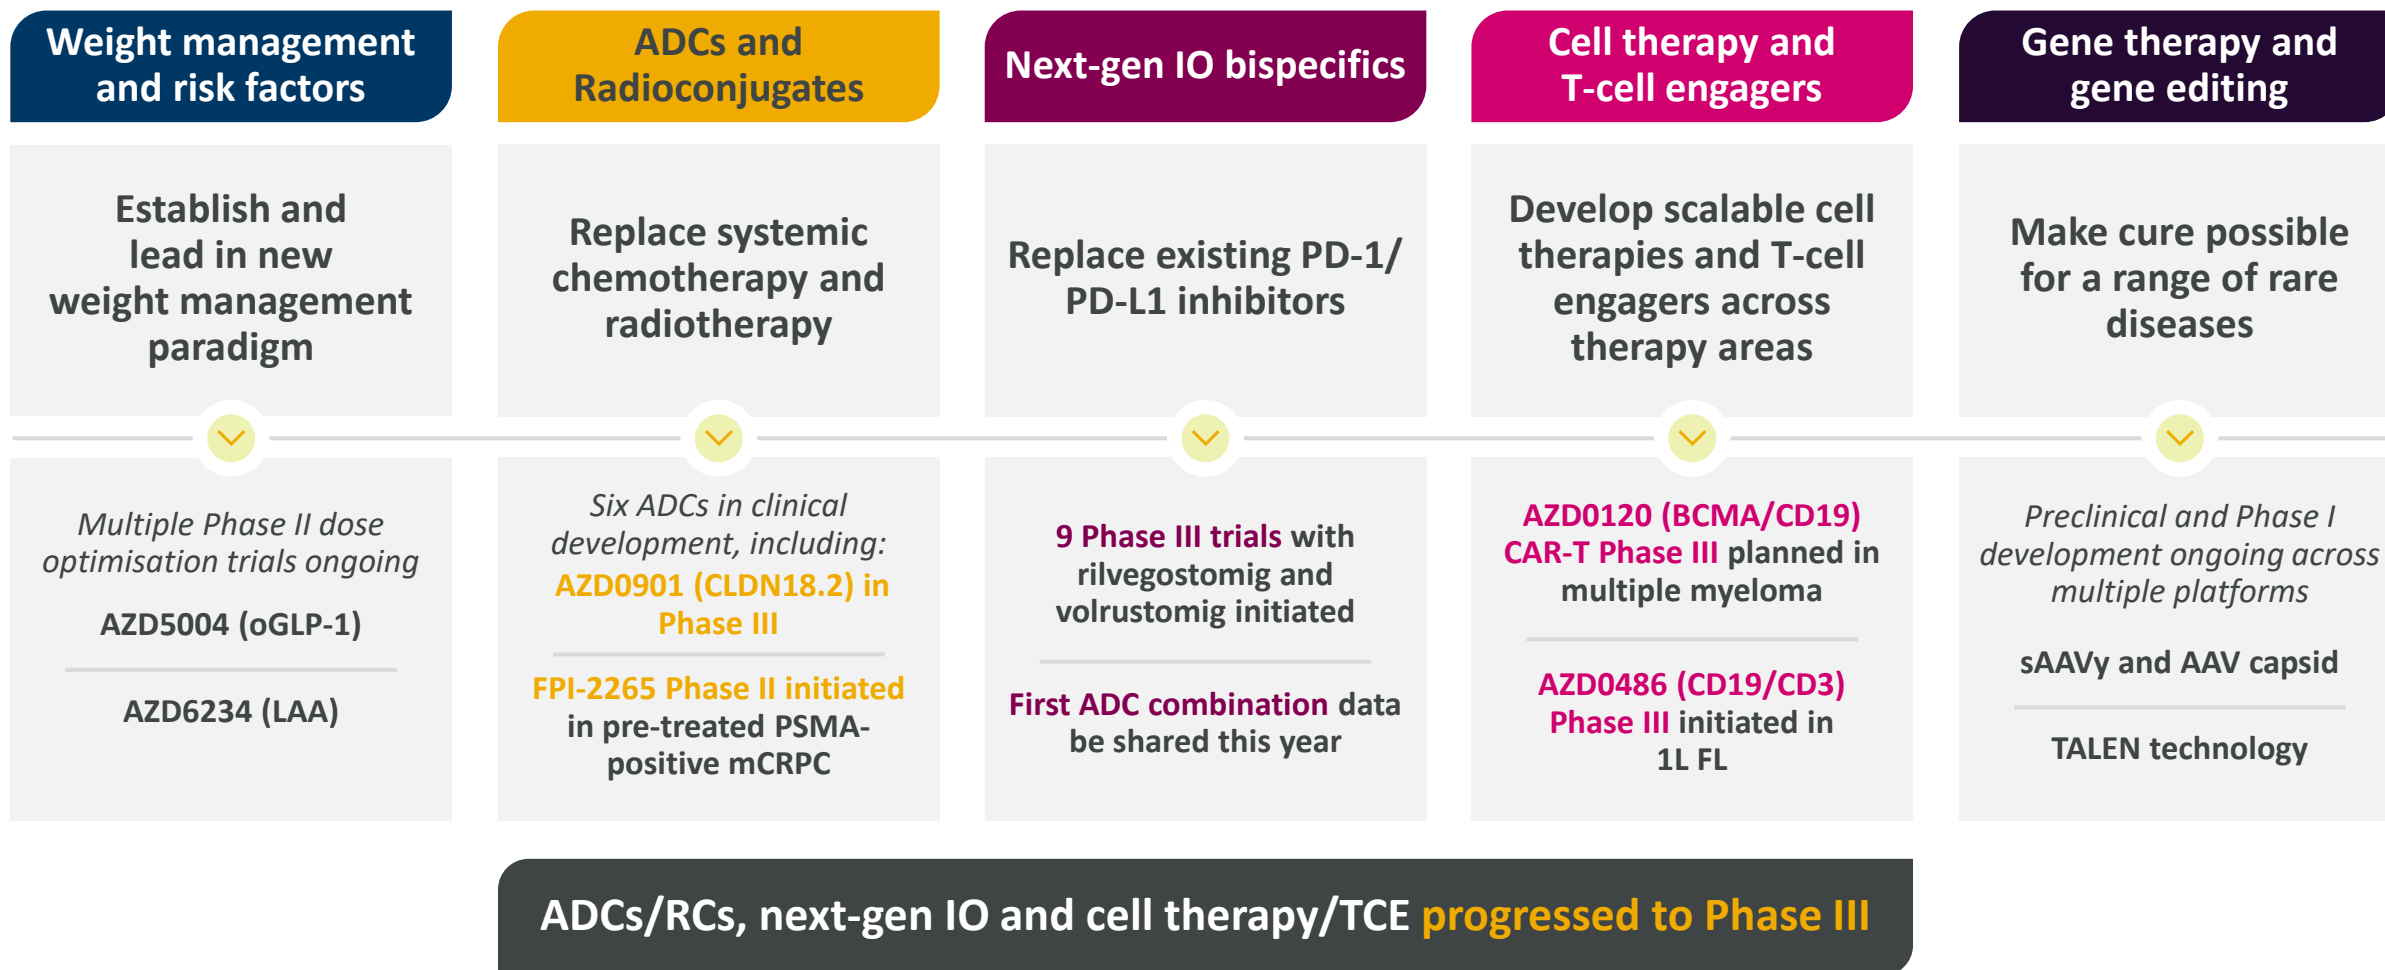 Weight management
and risk factors
Establish and
lead in new
weight management
paradigm
Multiple Phase II dose
optimisation trials ongoing
AZD5004 (oGLP-1)
AZD6234 (LAA)
ADCs and
Radioconjugates
Replace systemic
chemotherapy and
radiotherapy
Six ADCs in clinical
development, including:
AZD0901 (CLDN18.2) in
Phase III
FPI-2265 Phase II initiated
in pre-treated PSMA-
positive mCRPC
Next-gen IO bispecifics
Replace existing PD-1/
PD-L1 inhibitors
9 Phase III trials with
rilvegostomig and
volrustomig initiated
First ADC combination data
be shared this year
Cell therapy and
T-cell engagers
Develop scalable cell
therapies and T-cell
engagers across
therapy areas
AZD0120 (BCMA/CD19)
CAR-T Phase III planned in
multiple myeloma
AZD0486 (CD19/CD3)
Phase III initiated in
1L FL
Gene therapy and
gene editing
Make cure possible
for a range of rare
diseases
Preclinical and Phase I
development ongoing across
multiple platforms
sAAVy and AAV capsid
TALEN technology
ADCs/RCs, next-gen IO and cell therapy/TCE progressed to Phase III